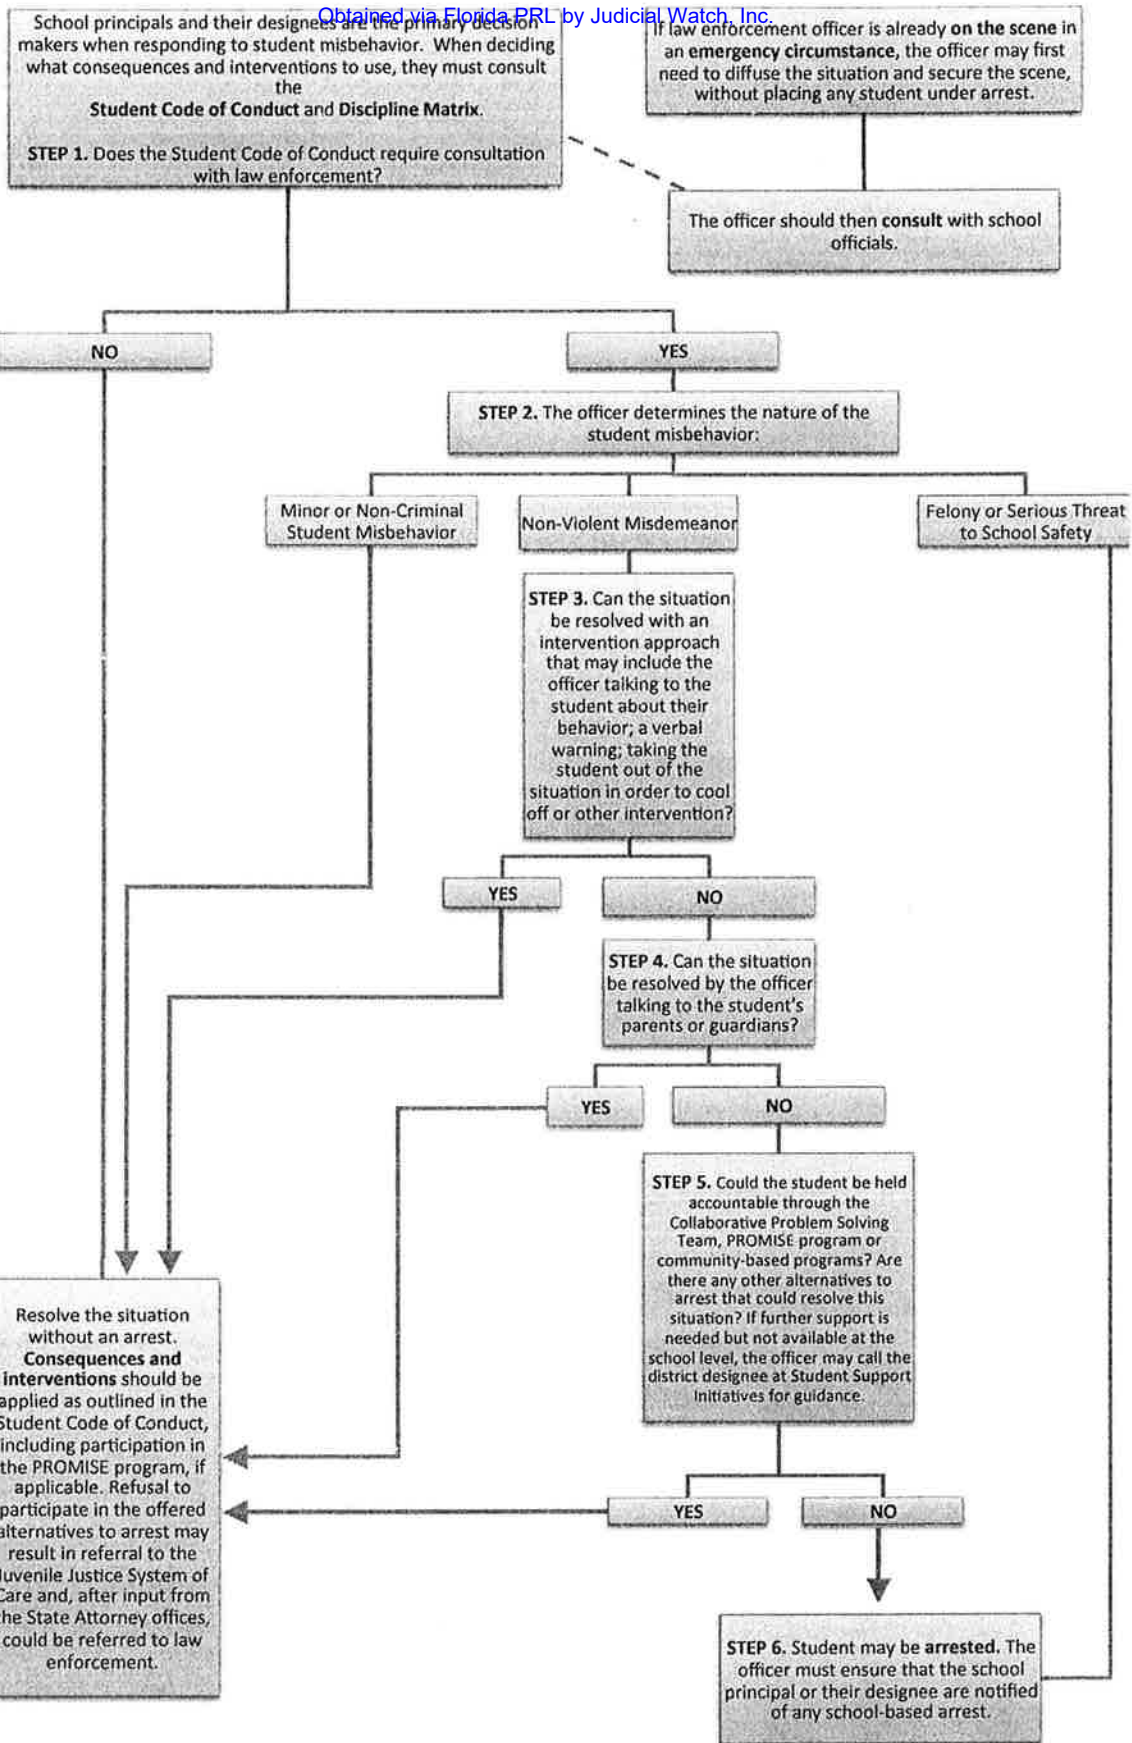 Obtained via Florida PRL by Judicial Watch, Inc.
School principals and their designees are the primary decision
makers when responding to student misbehavior. When deciding
what consequences and interventions to use, they must consult
the
Student Code of Conduct and Discipline Matrix.
STEP 1. Does the Student Code of Conduct require consultation
with law enforcement?
If law enforcement officer is already on the scene in
an emergency circumstance, the officer may first
need to diffuse the situation and secure the scene,
without placing any student under arrest.
The officer should then consult with school
officials.
NO
YES
STEP 2. The officer determines the nature of the
student misbehavior:
Minor or Non-Criminal
Student Misbehavior
Non-Violent Misdemeanor
Felony or Serious Threat
to School Safety
STEP 3. Can the situation
be resolved with an
intervention approach
that may include the
officer talking to the
student about their
behavior; a verbal
warning; taking the
student out of the
situation in order to cool
off or other intervention?
YES
NO
STEP 4. Can the situation
be resolved by the officer
talking to the student's
parents or guardians?
YES
NO
STEP 5. Could the student be held
accountable through the
Collaborative Problem Solving
Team, PROMISE program or
community-based programs? Are
there any other alternatives to
arrest that could resolve this
situation? If further support is
needed but not available at the
school level, the officer may call the
district designee at Student Support
Initiatives for guidance.
YES
NO
Resolve the situation
without an arrest.
Consequences and
interventions should be
applied as outlined in the
Student Code of Conduct,
including participation in
the PROMISE program, if
applicable. Refusal to
participate in the offered
alternatives to arrest may
result in referral to the
Juvenile Justice System of
Care and, after input from
the State Attorney offices,
could be referred to law
enforcement.
STEP 6. Student may be arrested. The
officer must ensure that the school
principal or their designee are notified
of any school-based arrest.